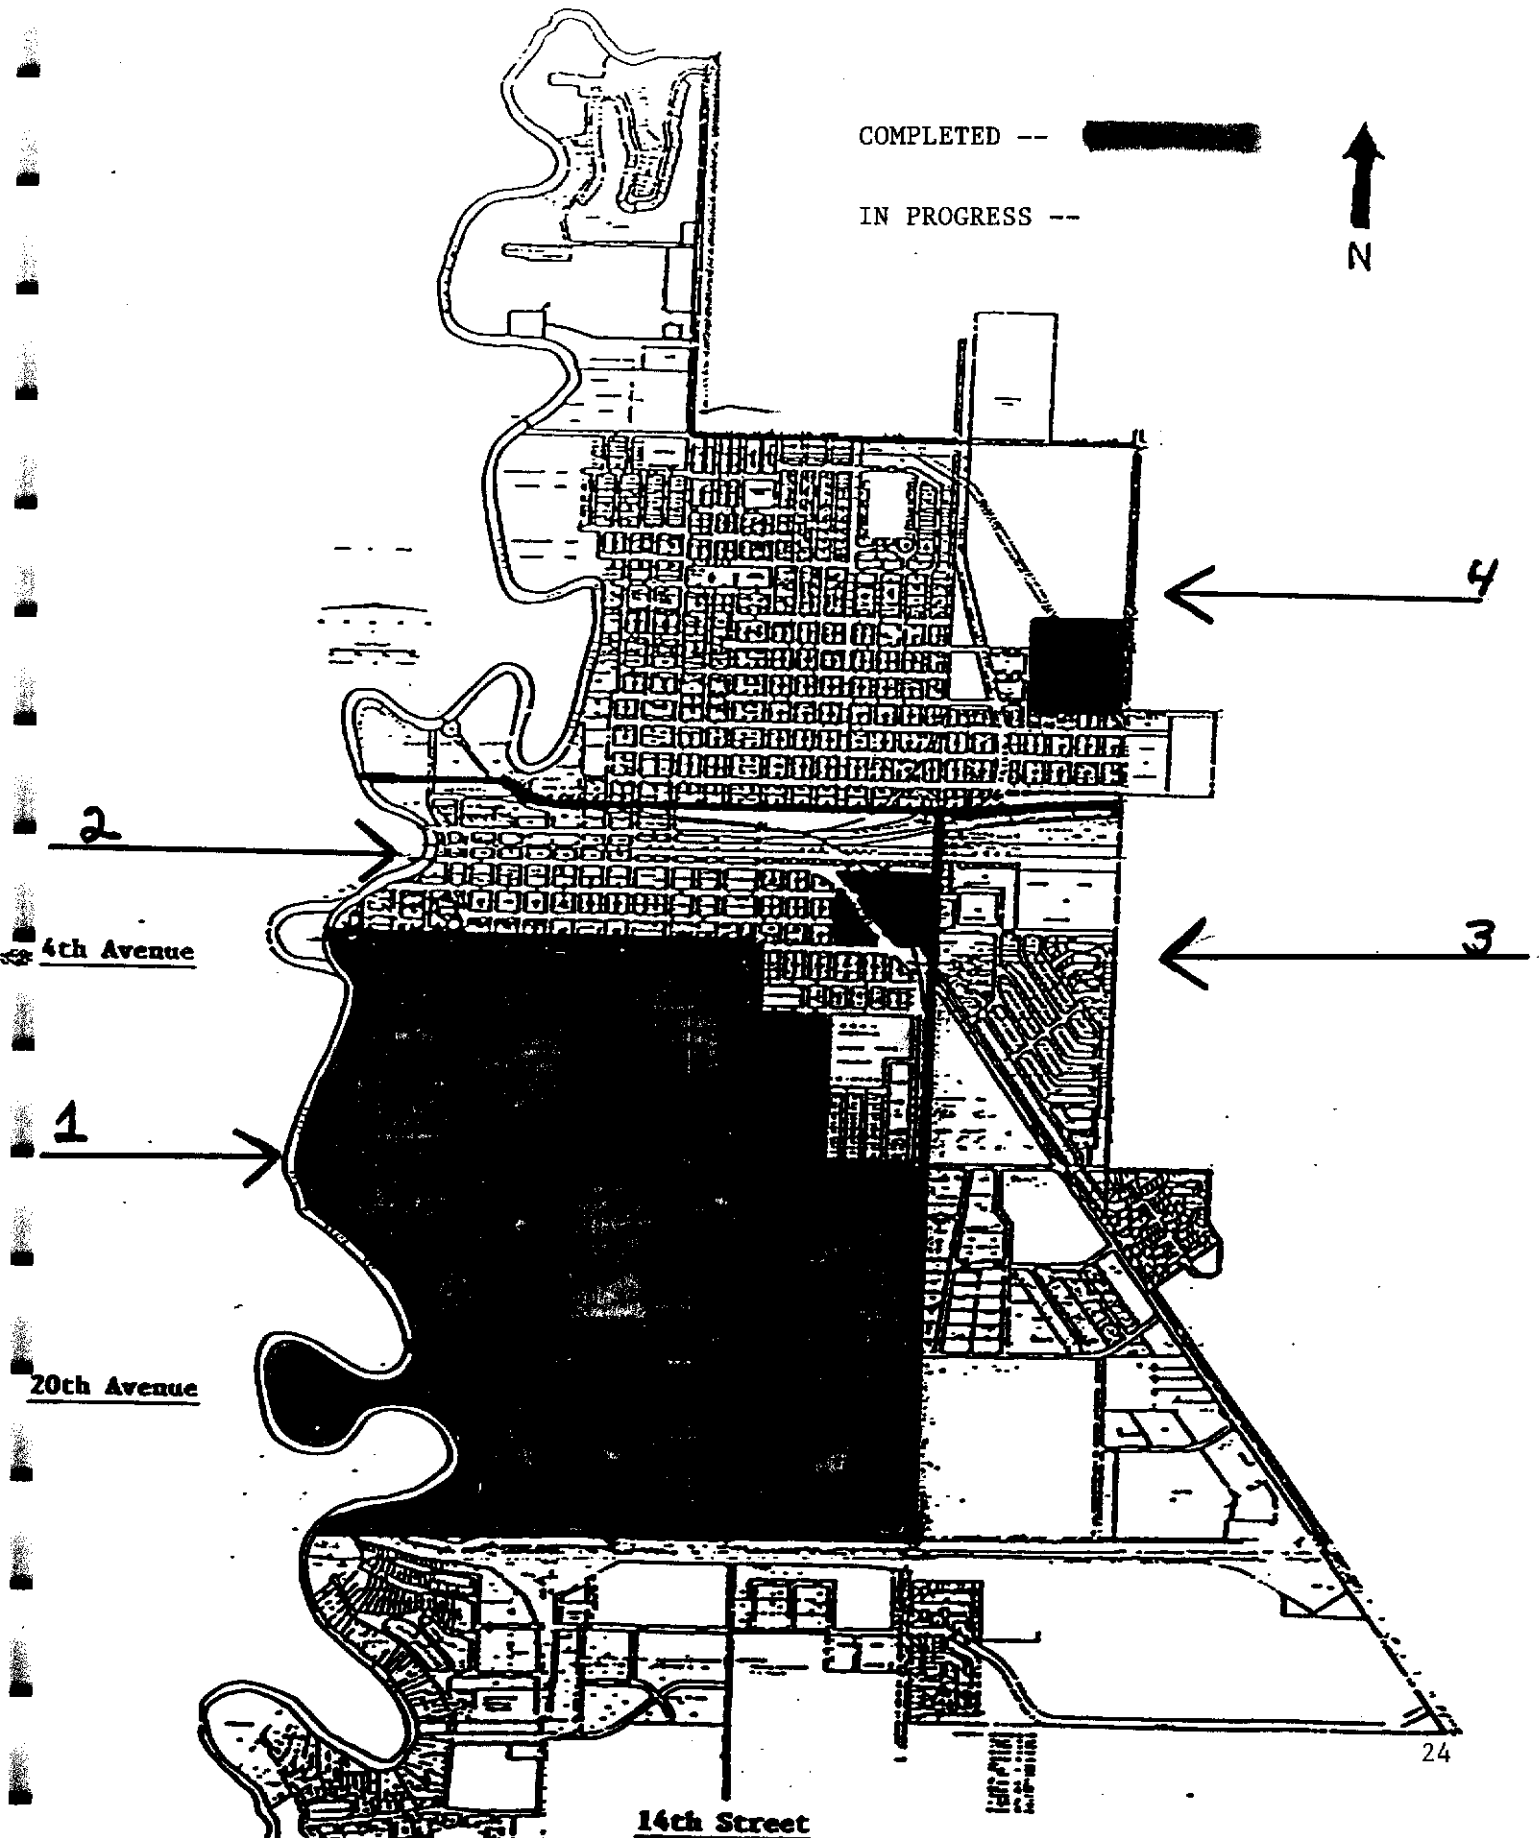 COMPLETED --
IN PROGRESS --
N
4
2
4th Avenue
3
1
20th Avenue
24
14th Street